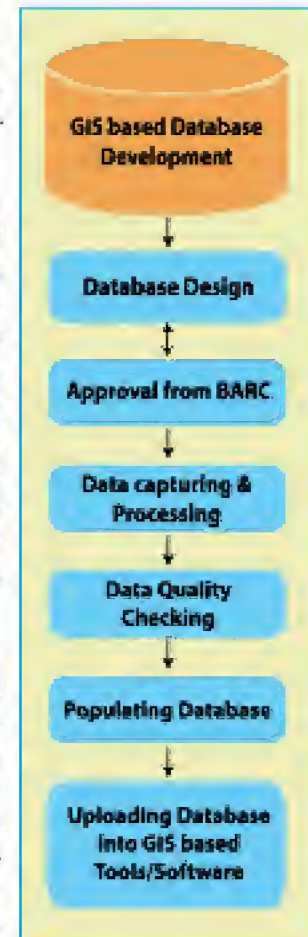 GIS based Database
Development
Database Design
Approval from BARC
Data capturing &
Processing
Data Quality
Checking
Populating Database
Uploading Database
into GIS based
Tools/Software